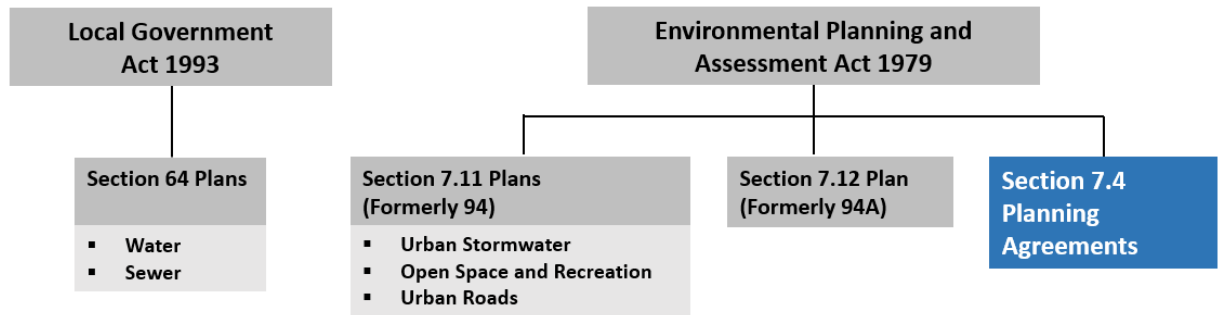 Local Government
Act 1993
Environmental Planning and
Assessment Act 1979
Section 64 Plans
▪ Water
▪ Sewer
Section 7.11 Plans
(Formerly 94)
▪ Urban Stormwater
▪ Open Space and Recreation
▪ Urban Roads
Section 7.12 Plan
(Formerly 94A)
Section 7.4
Planning
Agreements